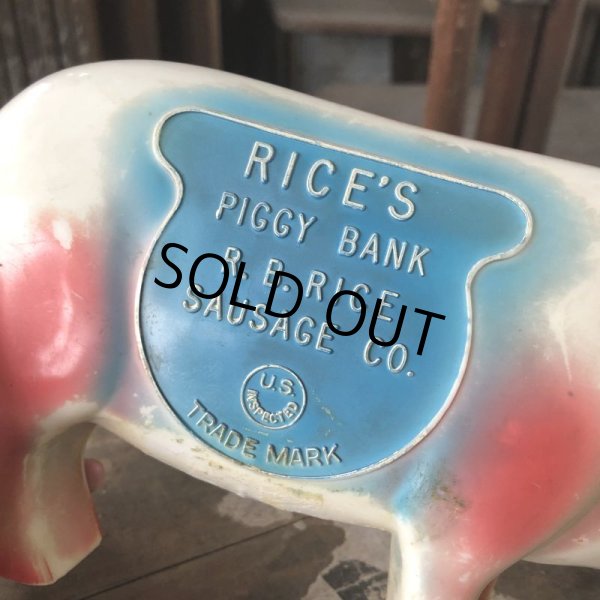 RICE'S
PIGGY BANK
R. B. RICE
SAUSAGE CO.
SOLD OUT
U.S.
INSPECTED
TRADE MARK